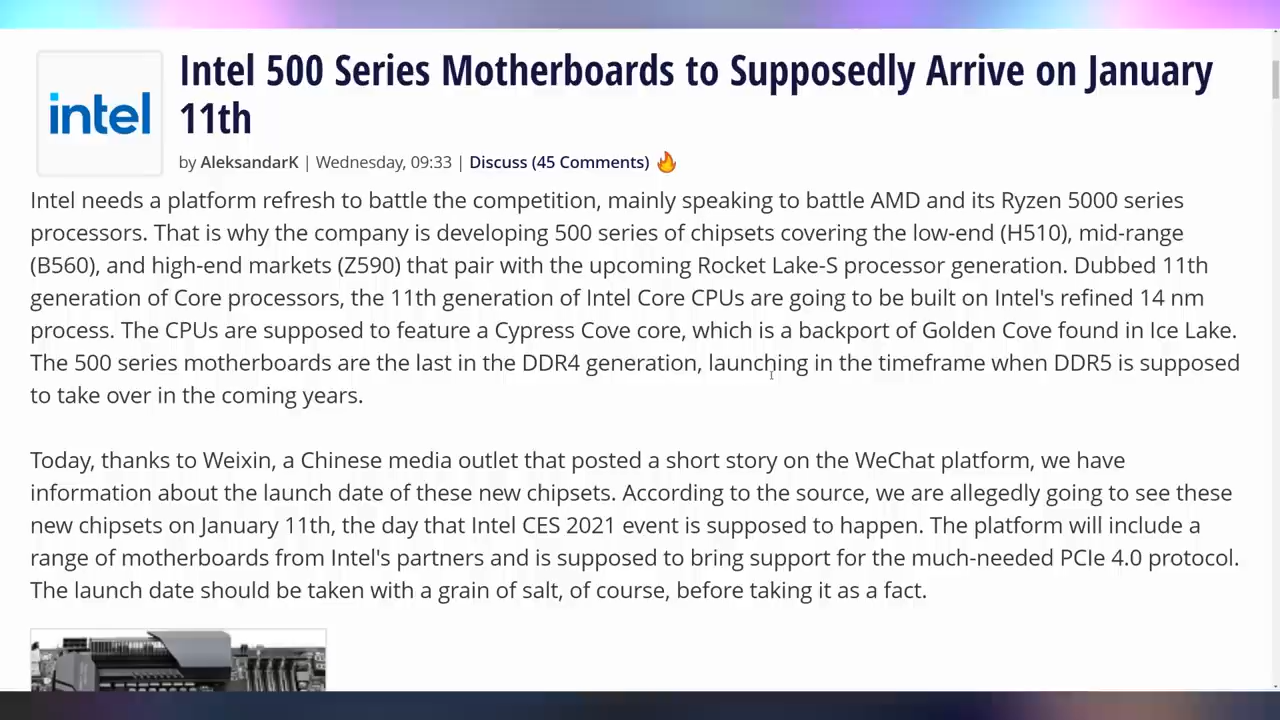 Intel 500 Series Motherboards to Supposedly Arrive on January
11th
intel
by AleksandarK | Wednesday, 09:33 | Discuss (45 Comments)
Intel needs a platform refresh to battle the competition, mainly speaking to battle AMD and its Ryzen 5000 series
processors. That is why the company is developing 500 series of chipsets covering the low-end (H510), mid-range
(B560), and high-end markets (Z590) that pair with the upcoming Rocket Lake-S processor generation. Dubbed 11th
generation of Core processors, the 11th generation of Intel Core CPUs are going to be built on Intel's refined 14 nm
process. The CPUs are supposed to feature a Cypress Cove core, which is a backport of Golden Cove found in Ice Lake.
The 500 series motherboards are the last in the DDR4 generation, launching in the timeframe when DDR5 is supposed
to take over in the coming years.
Today, thanks to Weixin, a Chinese media outlet that posted a short story on the WeChat platform, we have
information about the launch date of these new chipsets. According to the source, we are allegedly going to see these
new chipsets on January 11th, the day that Intel CES 2021 event is supposed to happen. The platform will include a
range of motherboards from Intel's partners and is supposed to bring support for the much-needed PCIe 4.0 protocol.
The launch date should be taken with a grain of salt, of course, before taking it as a fact.